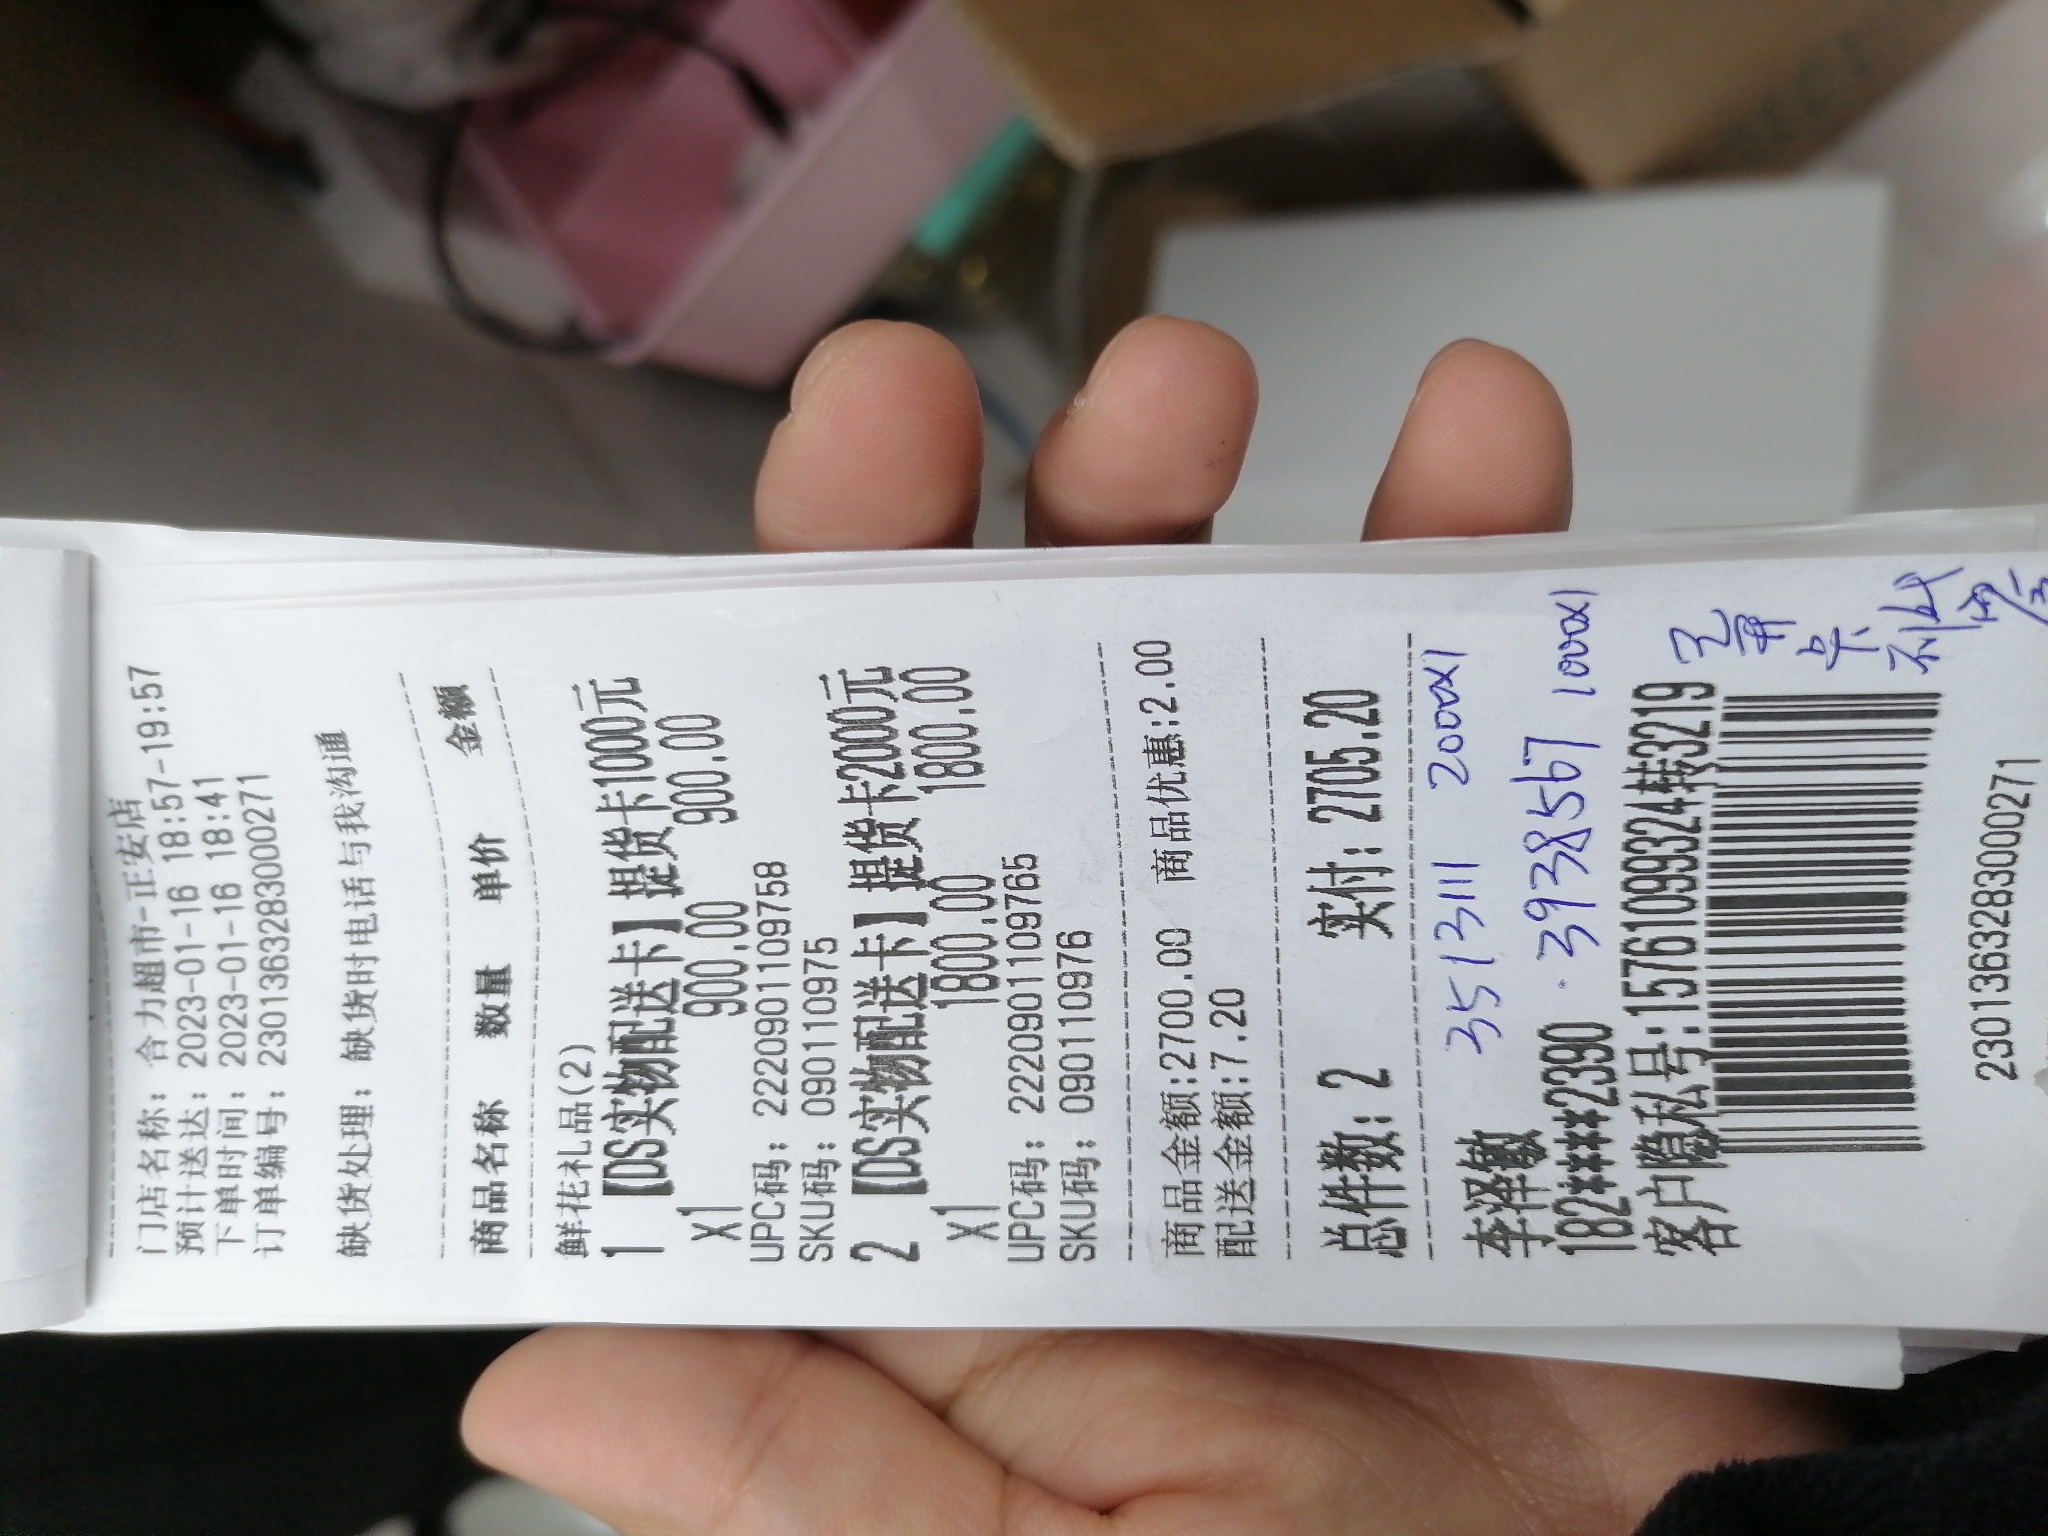 门店名称: 合力超市-正安店
预计送达: 2023-01-16 18:57-19:57
下单时间: 2023-01-16 18:41
订单编号: 2301363283000271
缺货处理: 缺货时电话与我沟通
商品名称 数量 单价 金额
鲜花礼品(2)
1 【DS实物配送卡】提货卡1000元
x1 900.00 900.00
UPC码: 2220901109758
SKU码: 090110975
2 【DS实物配送卡】提货卡2000元
x1 1800.00 1800.00
UPC码: 2220901109765
SKU码: 090110976
商品金额:2700.00 商品优惠:2.00
配送金额:7.20
总件数: 2 实付: 2705.20
3513111 2000x1
李泽敏 3938567 1000x1
182****2390
客户隐私号:15761099324转3219
2301363283000271